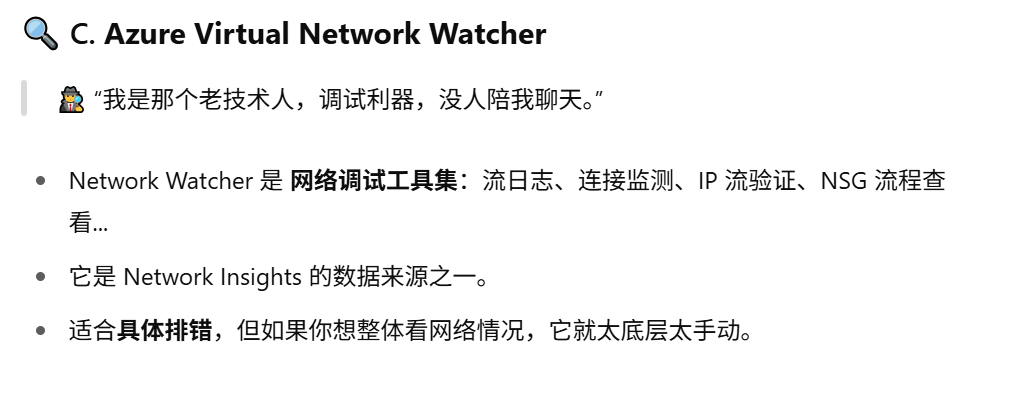 🔍 C. Azure Virtual Network Watcher
🕵️ “我是那个老技术人，调试利器，没人陪我聊天。”
• Network Watcher 是 网络调试工具集：流日志、连接监测、IP 流验证、NSG 流程查
看...
• 它是 Network Insights 的数据来源之一。
• 适合具体排错，但如果你想整体看网络情况，它就太底层太手动。